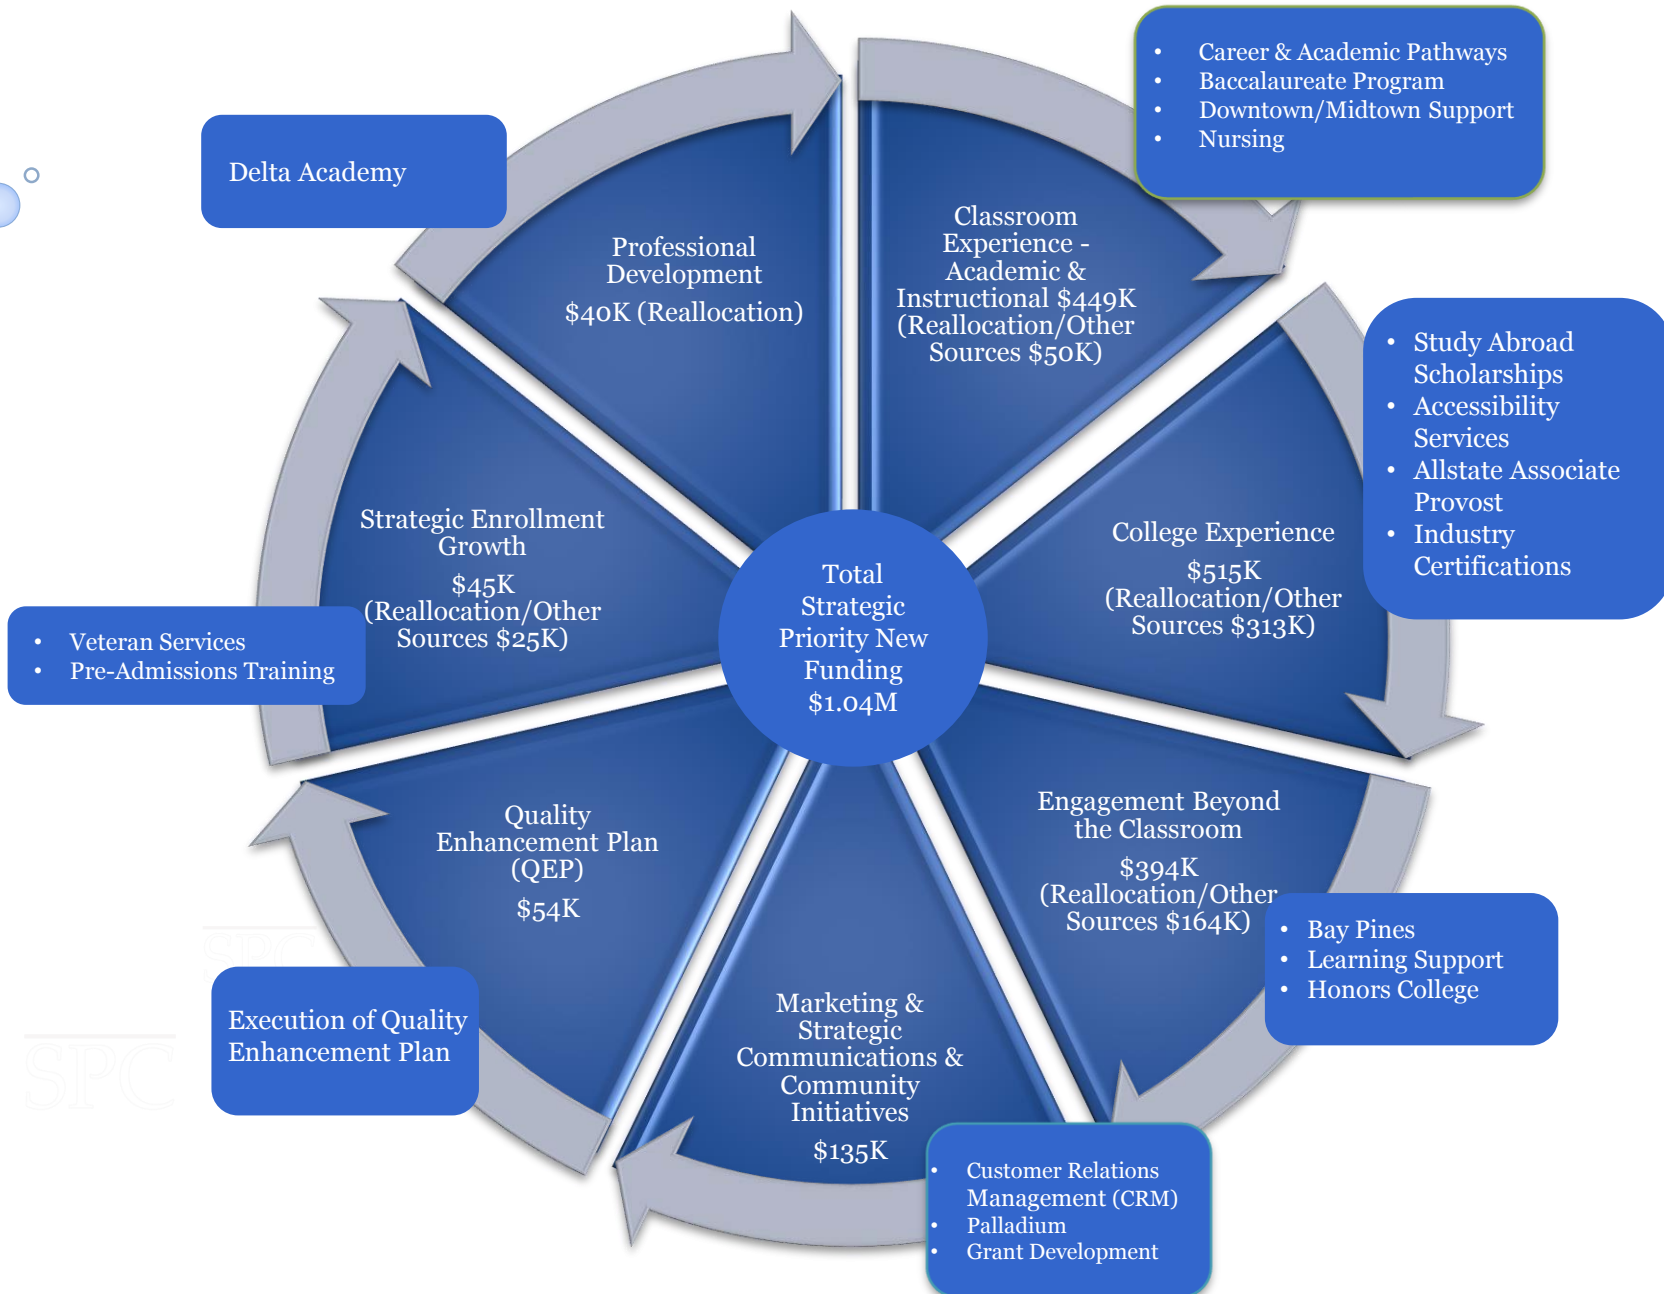 • Career & Academic Pathways
• Baccalaureate Program
• Downtown/Midtown Support
• Nursing
Delta Academy
Professional
Development
$40K (Reallocation)
Classroom
Experience -
Academic &
Instructional $449K
(Reallocation/Other
Sources $50K)
• Study Abroad
Scholarships
• Accessibility
Services
• Allstate Associate
Provost
• Industry
Certifications
College Experience
$515K
(Reallocation/Other
Sources $313K)
Strategic Enrollment
Growth
$45K
(Reallocation/Other
Sources $25K)
• Veteran Services
• Pre-Admissions Training
Total
Strategic
Priority New
Funding
$1.04M
Engagement Beyond
the Classroom
$394K
(Reallocation/Other
Sources $164K)
• Bay Pines
• Learning Support
• Honors College
Quality
Enhancement Plan
(QEP)
$54K
SPC
Execution of Quality
Enhancement Plan
SPC
Marketing &
Strategic
Communications &
Community
Initiatives
$135K
• Customer Relations
Management (CRM)
• Palladium
• Grant Development